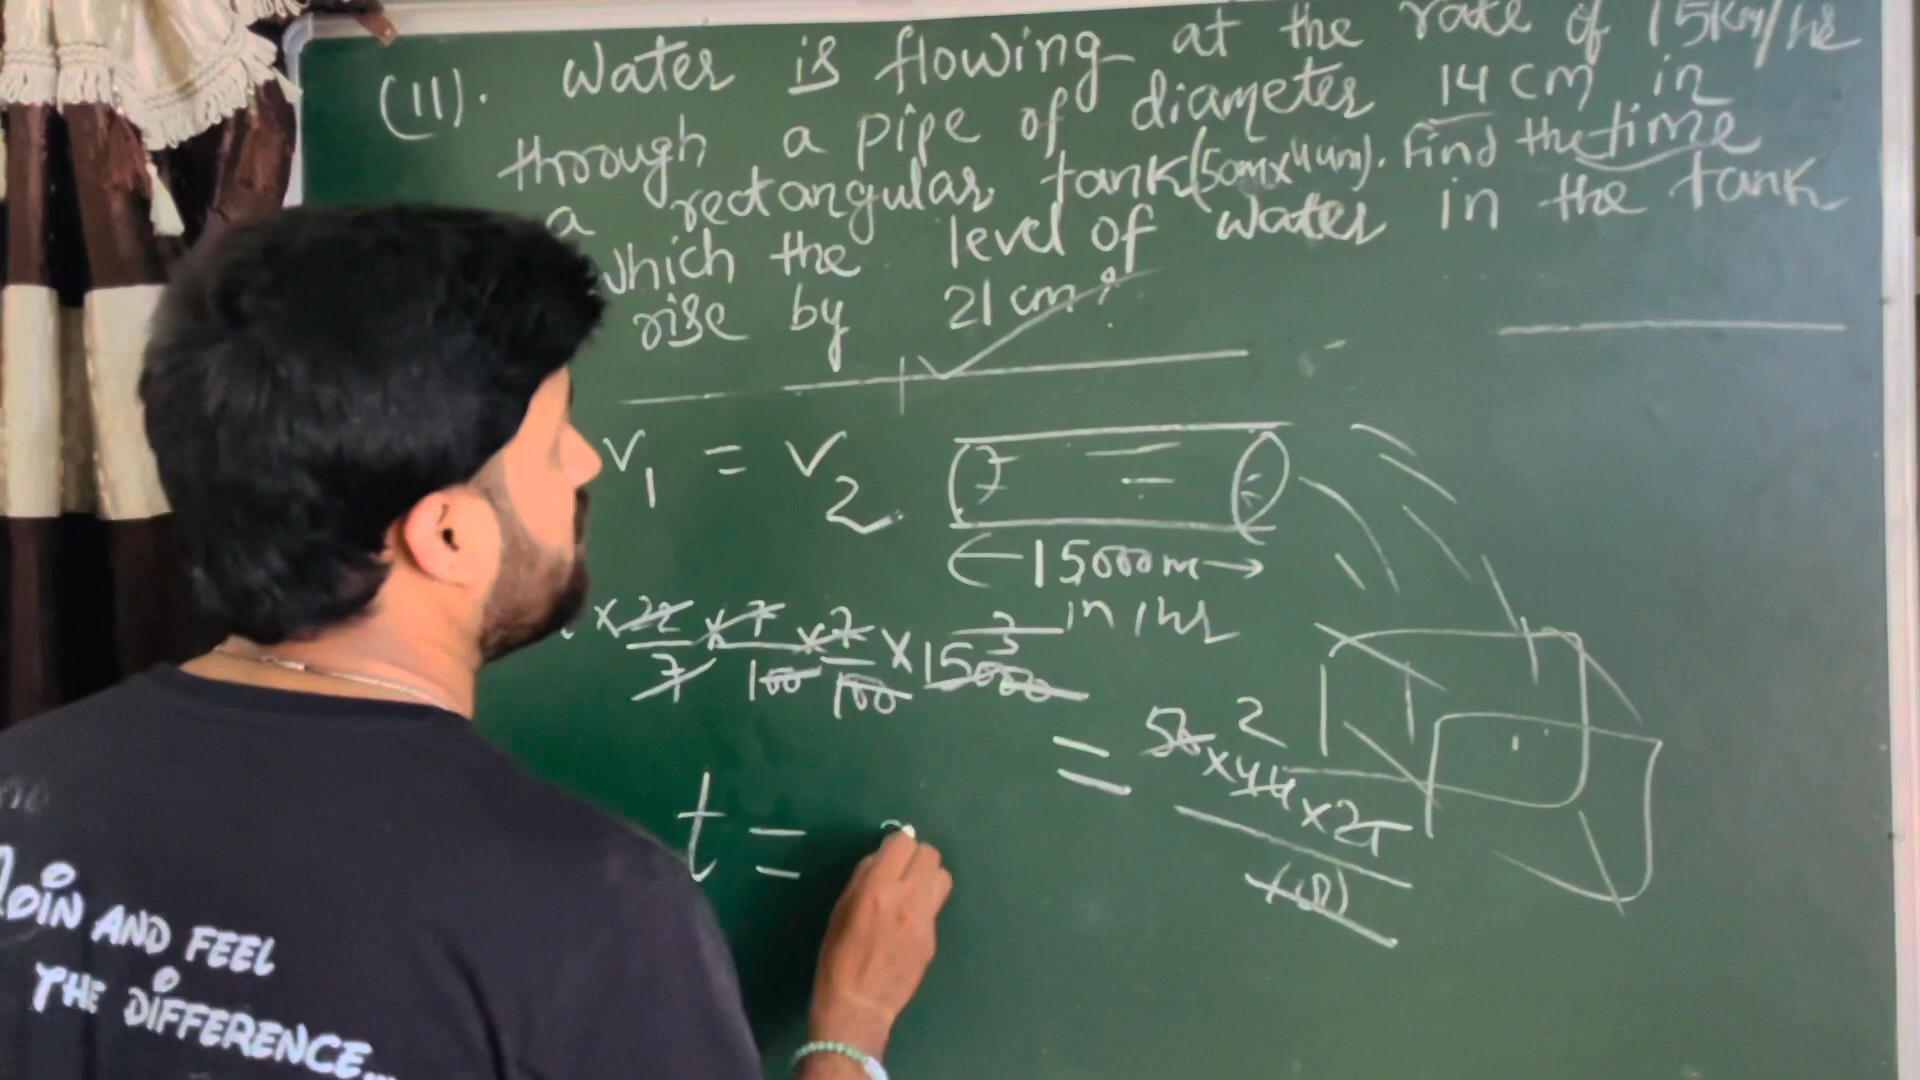 (11). Water is flowing at the rate of 15km/hr
through a pipe of diameter 14 cm in
a rectangular tank(50mx44m). Find the time
which the level of water in the tank
rise by 21 cm?
V1 = V2
7
15000m
in 1hr
× 22/7 × 7/100 × 7/100 × 15000
= 50 × 44 × 21
2
t =
JOIN AND FEEL
THE DIFFERENCE...